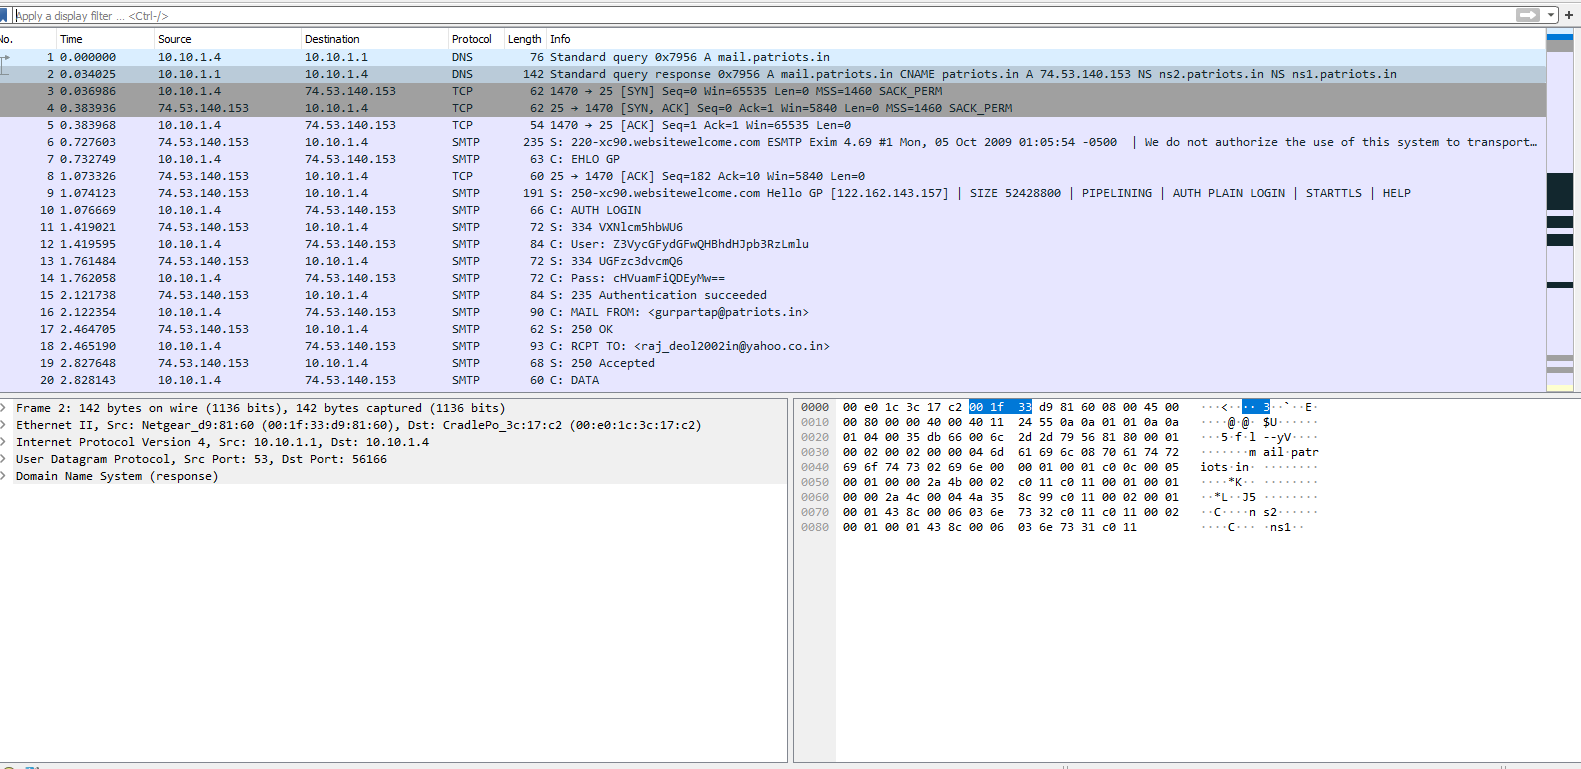 Apply a display filter ... <Ctrl-/>
No. Time Source Destination Protocol Length Info
1 0.000000 10.10.1.4 10.10.1.1 DNS 76 Standard query 0x7956 A mail.patriots.in
2 0.034025 10.10.1.1 10.10.1.4 DNS 142 Standard query response 0x7956 A mail.patriots.in CNAME patriots.in A 74.53.140.153 NS ns2.patriots.in NS ns1.patriots.in
3 0.036986 10.10.1.4 74.53.140.153 TCP 62 1470 → 25 [SYN] Seq=0 Win=65535 Len=0 MSS=1460 SACK_PERM
4 0.383936 74.53.140.153 10.10.1.4 TCP 62 25 → 1470 [SYN, ACK] Seq=0 Ack=1 Win=5840 Len=0 MSS=1460 SACK_PERM
5 0.383968 10.10.1.4 74.53.140.153 TCP 54 1470 → 25 [ACK] Seq=1 Ack=1 Win=65535 Len=0
6 0.727603 74.53.140.153 10.10.1.4 SMTP 235 S: 220-xc90.websitewelcome.com ESMTP Exim 4.69 #1 Mon, 05 Oct 2009 01:05:54 -0500 | We do not authorize the use of this system to transport…
7 0.732749 10.10.1.4 74.53.140.153 SMTP 63 C: EHLO GP
8 1.073326 74.53.140.153 10.10.1.4 TCP 60 25 → 1470 [ACK] Seq=182 Ack=10 Win=5840 Len=0
9 1.074123 74.53.140.153 10.10.1.4 SMTP 191 S: 250-xc90.websitewelcome.com Hello GP [122.162.143.157] | SIZE 52428800 | PIPELINING | AUTH PLAIN LOGIN | STARTTLS | HELP
10 1.076669 10.10.1.4 74.53.140.153 SMTP 66 C: AUTH LOGIN
11 1.419021 74.53.140.153 10.10.1.4 SMTP 72 S: 334 VXNlcm5hbWU6
12 1.419595 10.10.1.4 74.53.140.153 SMTP 84 C: User: Z3VycGFydGFwQHBhdHJpb3RzLmlu
13 1.761484 74.53.140.153 10.10.1.4 SMTP 72 S: 334 UGFzc3dvcmQ6
14 1.762058 10.10.1.4 74.53.140.153 SMTP 72 C: Pass: cHVuamFiQDEyMw==
15 2.121738 74.53.140.153 10.10.1.4 SMTP 84 S: 235 Authentication succeeded
16 2.122354 10.10.1.4 74.53.140.153 SMTP 90 C: MAIL FROM: <gurpartap@patriots.in>
17 2.464705 74.53.140.153 10.10.1.4 SMTP 62 S: 250 OK
18 2.465190 10.10.1.4 74.53.140.153 SMTP 93 C: RCPT TO: <raj_deol2002in@yahoo.co.in>
19 2.827648 74.53.140.153 10.10.1.4 SMTP 68 S: 250 Accepted
20 2.828143 10.10.1.4 74.53.140.153 SMTP 60 C: DATA
Frame 2: 142 bytes on wire (1136 bits), 142 bytes captured (1136 bits)
Ethernet II, Src: Netgear_d9:81:60 (00:1f:33:d9:81:60), Dst: CradlePo_3c:17:c2 (00:e0:1c:3c:17:c2)
Internet Protocol Version 4, Src: 10.10.1.1, Dst: 10.10.1.4
User Datagram Protocol, Src Port: 53, Dst Port: 56166
Domain Name System (response)
0000 00 e0 1c 3c 17 c2 00 1f 33 d9 81 60 08 00 45 00 ···<····3··`··E·
0010 00 80 00 00 40 00 40 11 24 55 0a 0a 01 01 0a 0a ····@·@·$U······
0020 01 04 00 35 db 66 00 6c 2d 2d 79 56 81 80 00 01 ···5·f·l--yV····
0030 00 02 00 02 00 00 04 6d 61 69 6c 08 70 61 74 72 ·······mail·patr
0040 69 6f 74 73 02 69 6e 00 00 01 00 01 c0 0c 00 05 iots·in·········
0050 00 01 00 00 2a 4b 00 02 c0 11 c0 11 00 01 00 01 ····*K··········
0060 00 00 2a 4c 00 04 4a 35 8c 99 c0 11 00 02 00 01 ··*L··J5········
0070 00 01 43 8c 00 06 03 6e 73 32 c0 11 c0 11 00 02 ··C····ns2······
0080 00 01 00 01 43 8c 00 06 03 6e 73 31 c0 11 ····C····ns1··